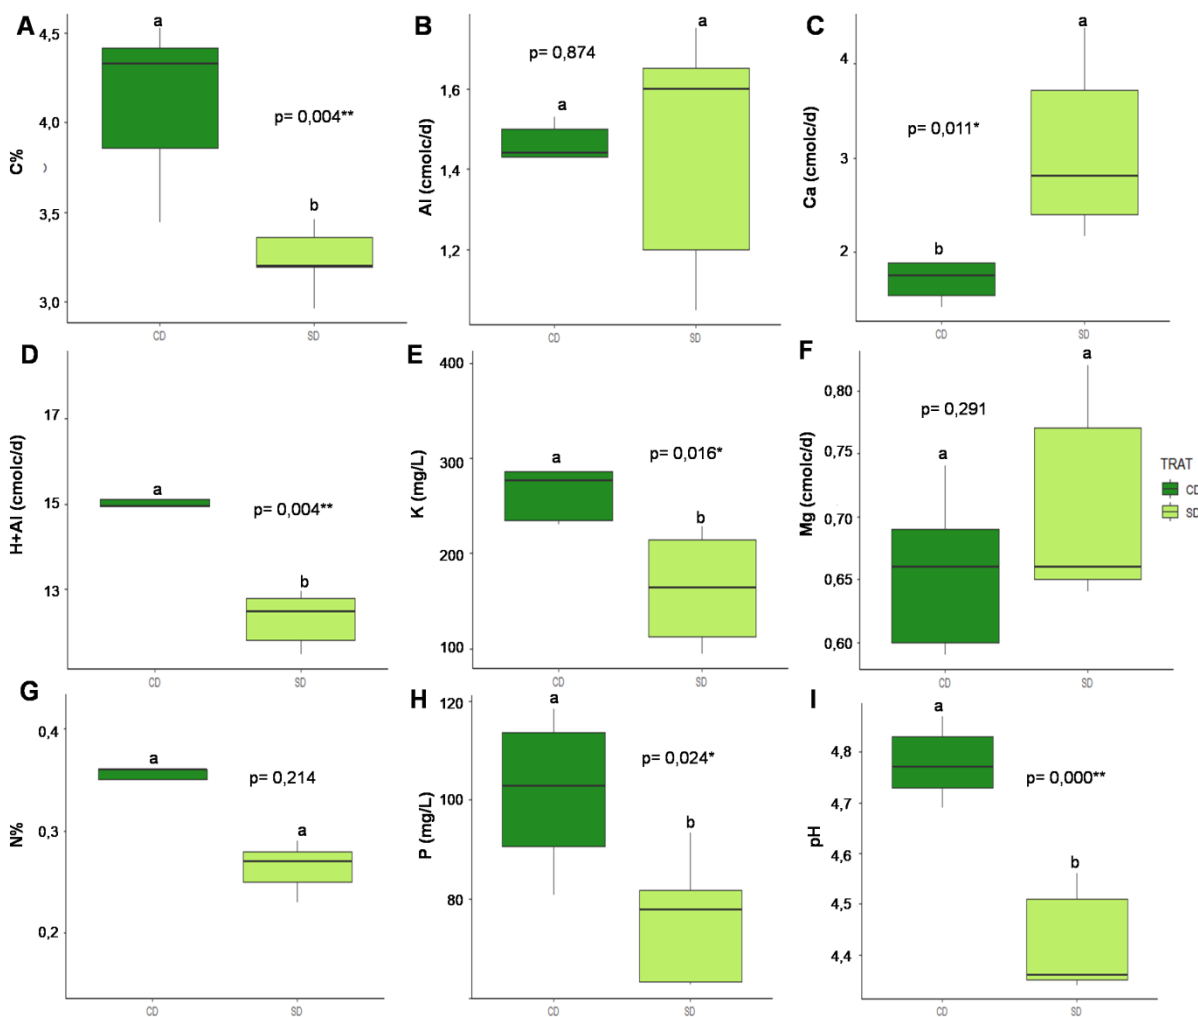 A
4,5
4,0
3,5
3,0
C%
)
a
p= 0,004**
b
CD
SD
B
1,6
1,4
1,2
Al (cmolc/d)
p= 0,874
a
a
CD
SD
C
4
3
2
Ca (cmolc/d)
a
p= 0,011*
b
CD
SD
D
17
15
13
H+Al (cmolc/d)
a
p= 0,004**
b
CD
SD
E
400
300
200
100
K (mg/L)
a
p= 0,016*
b
CD
SD
F
0,80
0,75
0,70
0,65
0,60
Mg (cmolc/d)
a
p= 0,291
a
CD
SD
TRAT
CD
SD
G
0,4
0,3
0,2
N%
a
p= 0,214
a
CD
SD
H
120
100
80
P (mg/L)
a
p= 0,024*
b
CD
SD
I
4,8
4,7
4,6
4,5
4,4
pH
a
p= 0,000**
b
CD
SD